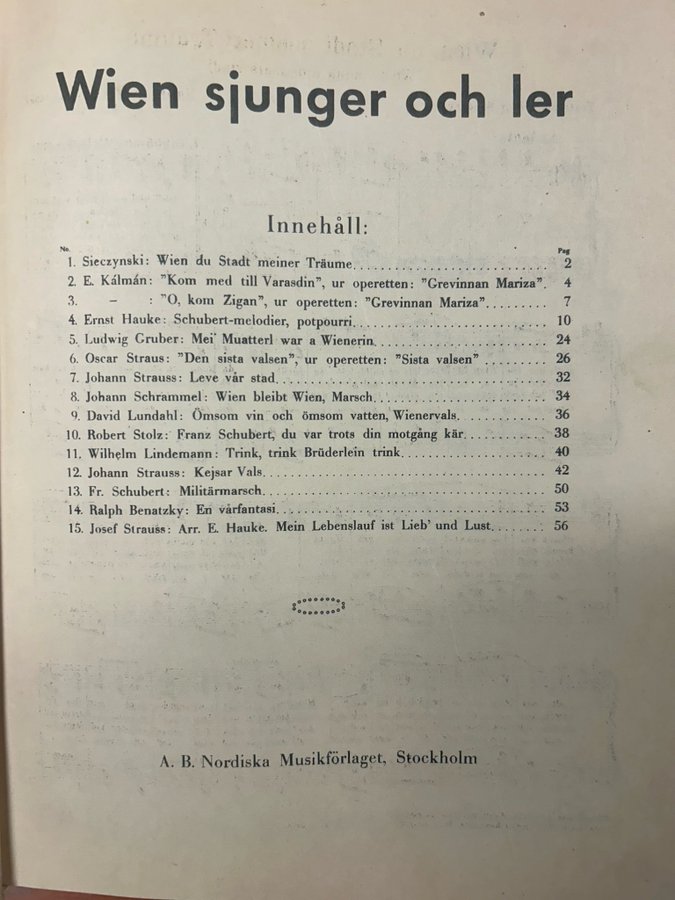 Wien sjunger och ler
Innehåll:
No. Pag
1. Sieczynski: Wien du Stadt meiner Träume 2
2. E. Kálmán: ”Kom med till Varasdin”, ur operetten: ”Grevinnan Mariza”. 4
3. – : ”O, kom Zigan”, ur operetten: ”Grevinnan Mariza” 7
4. Ernst Hauke: Schubert-melodier, potpourri 10
5. Ludwig Gruber: Mei' Muatterl war a Wienerin 24
6. Oscar Straus: ”Den sista valsen”, ur operetten: ”Sista valsen” 26
7. Johann Strauss: Leve vår stad 32
8. Johann Schrammel: Wien bleibt Wien, Marsch 34
9. David Lundahl: Ömsom vin och ömsom vatten, Wienervals 36
10. Robert Stolz: Franz Schubert, du var trots din motgång kär 38
11. Wilhelm Lindemann: Trink, trink Brüderlein trink 40
12. Johann Strauss: Kejsar Vals 42
13. Fr. Schubert: Militärmarsch 50
14. Ralph Benatzky: En vårfantasi 53
15. Josef Strauss: Arr. E. Hauke. Mein Lebenslauf ist Lieb' und Lust 56
A. B. Nordiska Musikförlaget, Stockholm